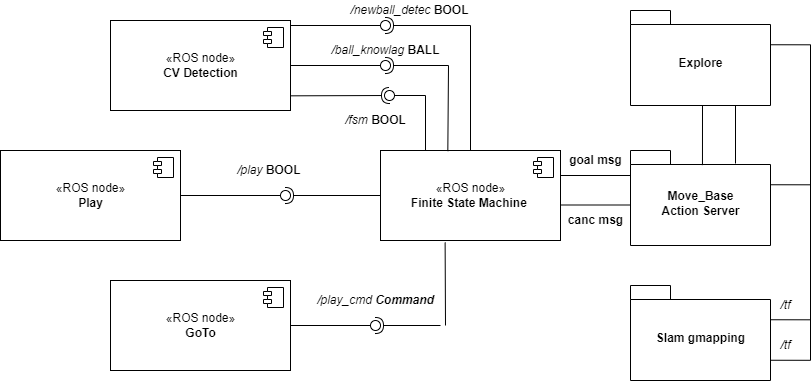 /newball_detec BOOL
«ROS node»
CV Detection
/ball_knowlag BALL
/fsm BOOL
Explore
«ROS node»
Play
/play BOOL
«ROS node»
Finite State Machine
goal msg
canc msg
Move_Base
Action Server
«ROS node»
GoTo
/play_cmd Command
Slam gmapping
/tf
/tf